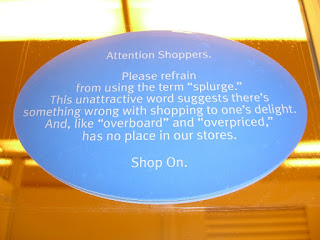 Attention Shoppers.
Please refrain
from using the term “splurge.”
This unattractive word suggests there's
something wrong with shopping to one's delight.
And, like “overboard” and “overpriced,”
has no place in our stores.
Shop On.